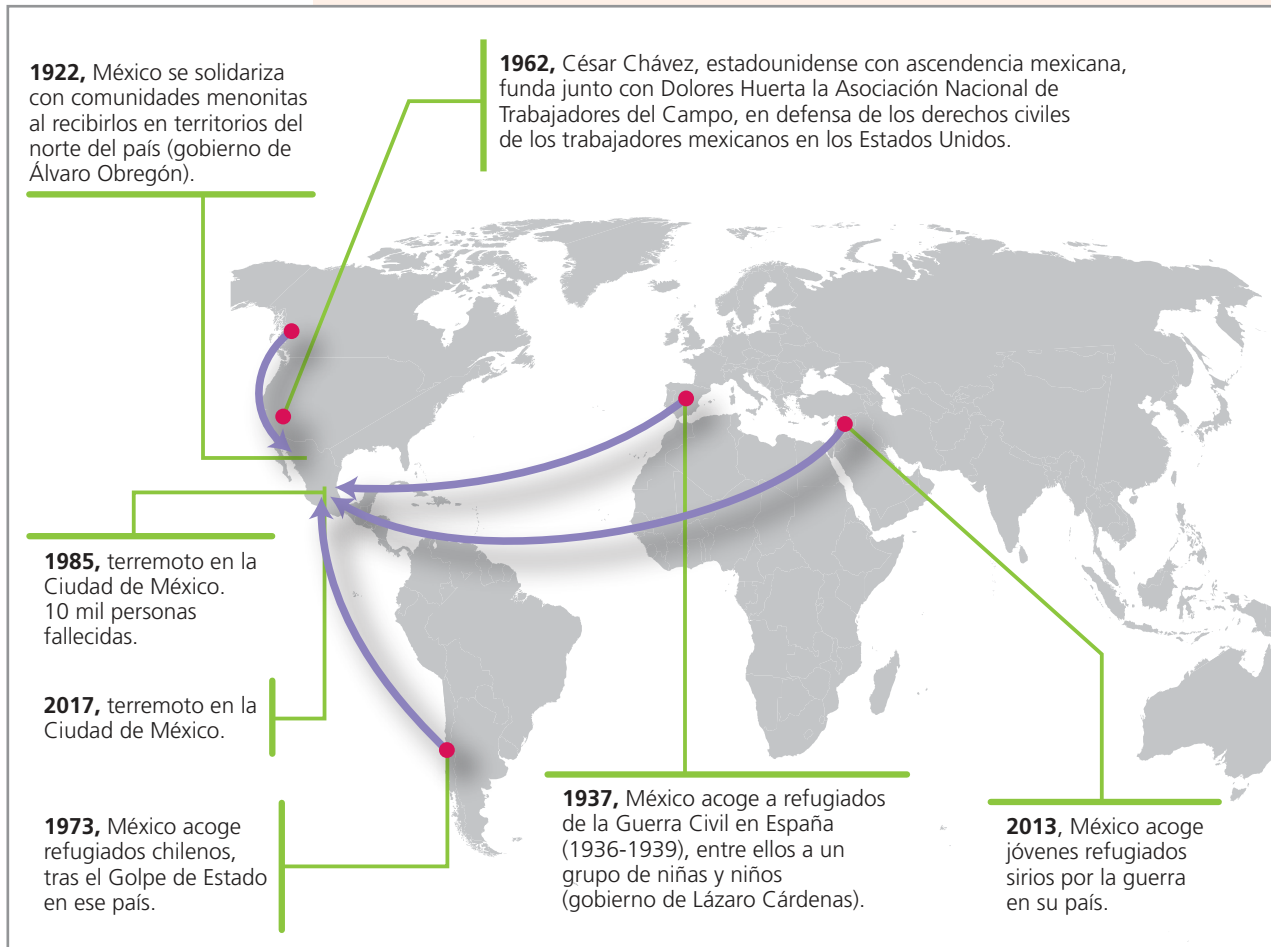 1922, México se solidariza
con comunidades menonitas
al recibirlos en territorios del
norte del país (gobierno de
Álvaro Obregón).
1962, César Chávez, estadounidense con ascendencia mexicana,
funda junto con Dolores Huerta la Asociación Nacional de
Trabajadores del Campo, en defensa de los derechos civiles
de los trabajadores mexicanos en los Estados Unidos.
1985, terremoto en la
Ciudad de México.
10 mil personas
fallecidas.
2017, terremoto en la
Ciudad de México.
1973, México acoge
refugiados chilenos,
tras el Golpe de Estado
en ese país.
1937, México acoge a refugiados
de la Guerra Civil en España
(1936-1939), entre ellos a un
grupo de niñas y niños
(gobierno de Lázaro Cárdenas).
2013, México acoge
jóvenes refugiados
sirios por la guerra
en su país.